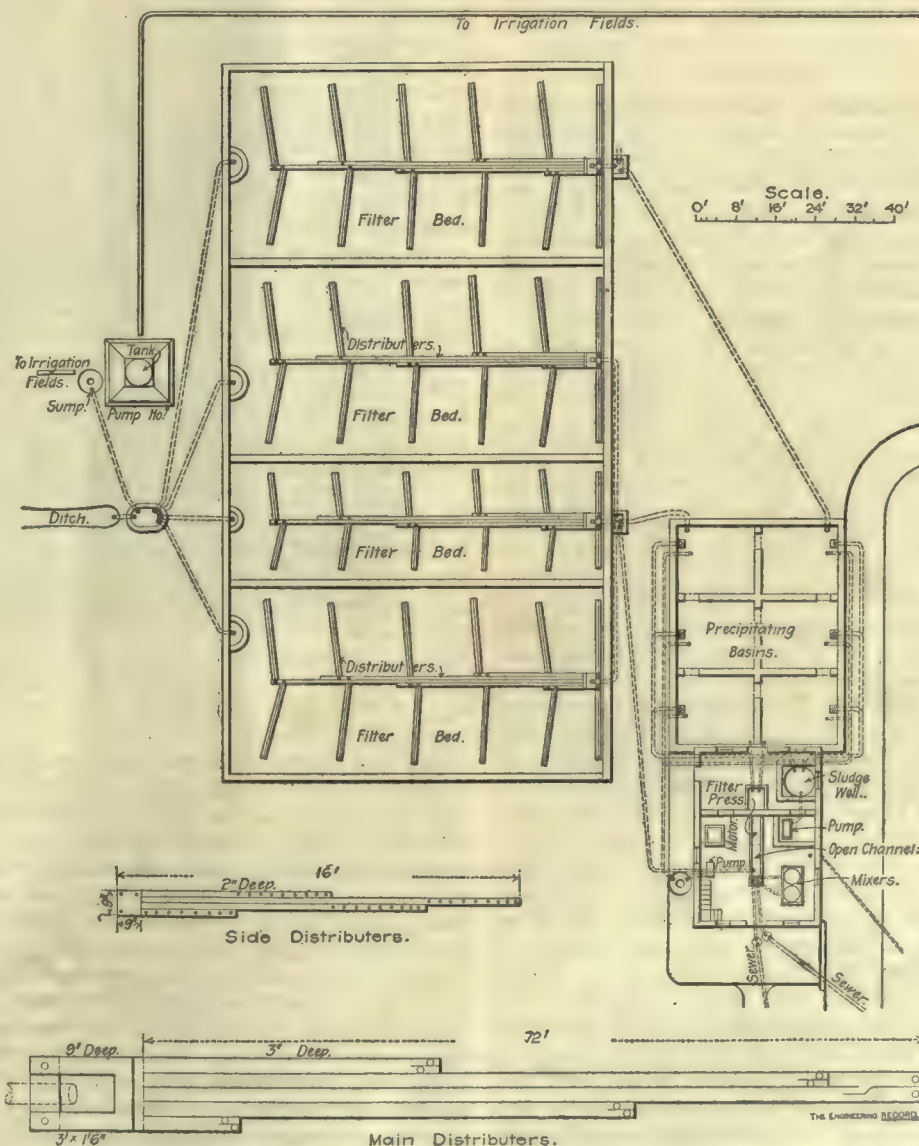 To Irrigation Fields.
Scale.
0' 8' 16' 24' 32' 40'
Filter Bed.
Distributers.
Filter Bed.
Tank.
To Irrigation
Fields.
Sump.
Pump Ho.
Ditch.
Filter Bed.
Distributers.
Filter Bed.
Precipitating
Basins.
Filter
Press.
Sludge
Well.
Motor.
Pump.
Open Channel.
Pump
Mixers.
Sewer
Sewer.
16'
2" Deep.
9"
9"
Side Distributers.
72'
9" Deep.
3" Deep.
3' x 1'6"
THE ENGINEERING RECORD.
Main Distributers.